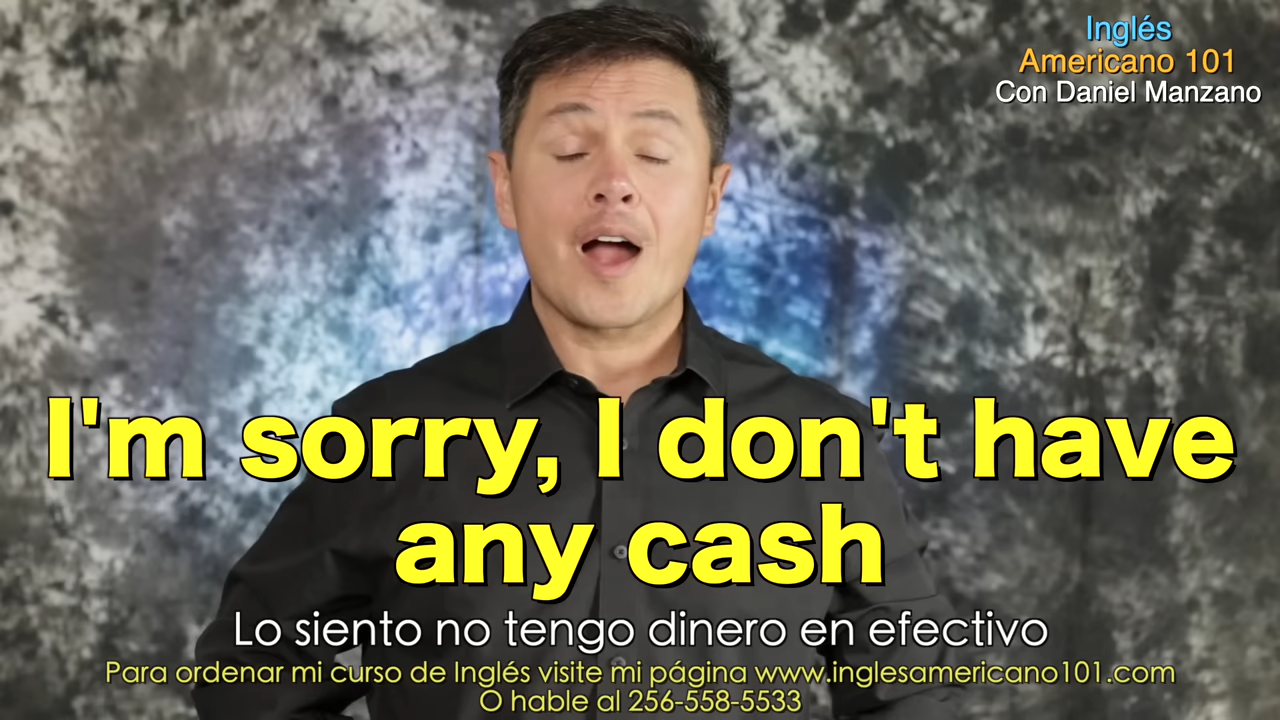 Inglés
Americano 101
Con Daniel Manzano
I'm sorry, I don't have
any cash
Lo siento no tengo dinero en efectivo
Para ordenar mi curso de Inglés visite mi página www.inglesamericano101.com
O hable al 256-558-5533